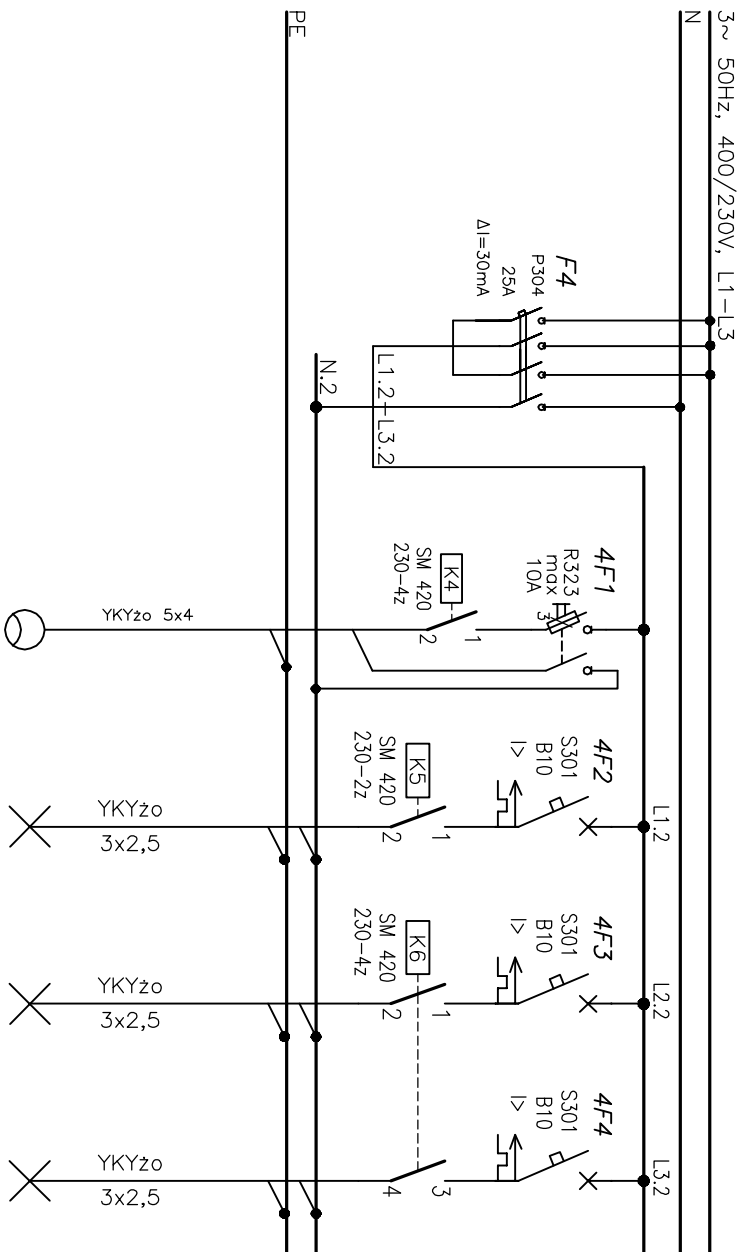 3~ 50Hz, 400/230V, L1-L3
N
PE
F4
P304
25A
ΔI=30mA
L1.2÷L3.2
N.2
4F1
R323
max
10A
3
K4
SM 420
230-4z
1
2
YKYżo 5x4
L1.2
4F2
S301
B10
I>
K5
SM 420
230-2z
1
2
YKYżo
3x2,5
L2.2
4F3
S301
B10
I>
K6
SM 420
230-4z
1
2
YKYżo
3x2,5
L3.2
4F4
S301
B10
I>
3
4
YKYżo
3x2,5